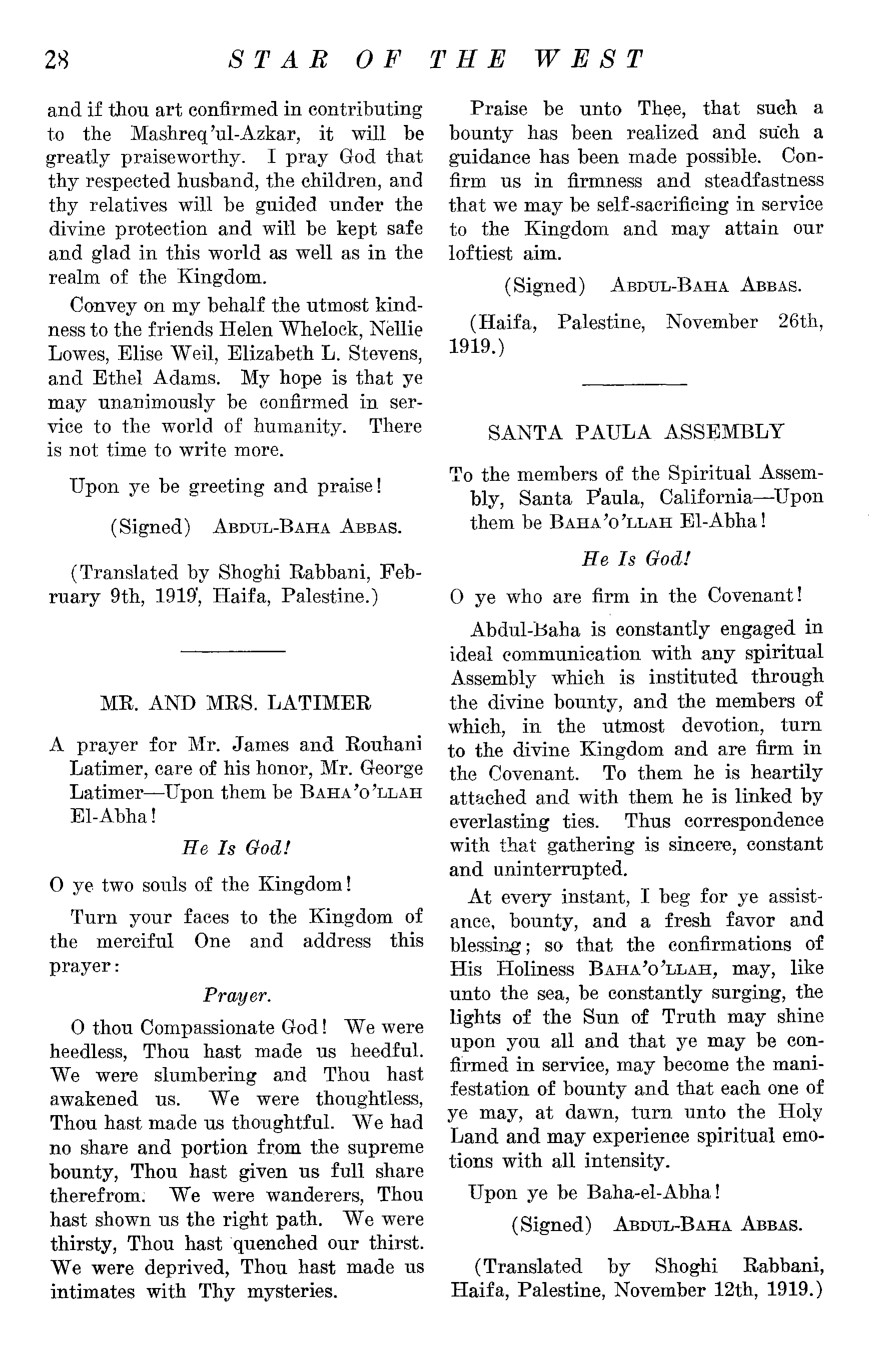 28 STAR OF THE WEST
and if thou art confirmed in contributing
to the Mashreq'ul-Azkar, it will be
greatly praiseworthy. I pray God that
thy respected husband, the children, and
thy relatives will be guided under the
divine protection and will be kept safe
and glad in this world as well as in the
realm of the Kingdom.
Convey on my behalf the utmost kind-
ness to the friends Helen Whelock, Nellie
Lowes, Elise Weil, Elizabeth L. Stevens,
and Ethel Adams. My hope is that ye
may unanimously be confirmed in ser-
vice to the world of humanity. There
is not time to write more.
Upon ye be greeting and praise!
(Signed) ABDUL-BAHA ABBAS.
(Translated by Shoghi Rabbani, Feb-
ruary 9th, 1919, Haifa, Palestine.)
MR. AND MRS. LATIMER
A prayer for Mr. James and Rouhani
Latimer, care of his honor, Mr. George
Latimer—Upon them be BAHA'O'LLAH
El-Abha!
He Is God!
O ye two souls of the Kingdom!
Turn your faces to the Kingdom of
the merciful One and address this
prayer:
Prayer.
O thou Compassionate God! We were
heedless, Thou hast made us heedful.
We were slumbering and Thou hast
awakened us. We were thoughtless,
Thou hast made us thoughtful. We had
no share and portion from the supreme
bounty, Thou hast given us full share
therefrom. We were wanderers, Thou
hast shown us the right path. We were
thirsty, Thou hast quenched our thirst.
We were deprived, Thou hast made us
intimates with Thy mysteries.
Praise be unto Thee, that such a
bounty has been realized and such a
guidance has been made possible. Con-
firm us in firmness and steadfastness
that we may be self-sacrificing in service
to the Kingdom and may attain our
loftiest aim.
(Signed) ABDUL-BAHA ABBAS.
(Haifa, Palestine, November 26th,
1919.)
SANTA PAULA ASSEMBLY
To the members of the Spiritual Assem-
bly, Santa Paula, California—Upon
them be BAHA'O'LLAH El-Abha!
He Is God!
O ye who are firm in the Covenant!
Abdul-Baha is constantly engaged in
ideal communication with any spiritual
Assembly which is instituted through
the divine bounty, and the members of
which, in the utmost devotion, turn
to the divine Kingdom and are firm in
the Covenant. To them he is heartily
attached and with them he is linked by
everlasting ties. Thus correspondence
with that gathering is sincere, constant
and uninterrupted.
At every instant, I beg for ye assist-
ance, bounty, and a fresh favor and
blessing; so that the confirmations of
His Holiness BAHA'O'LLAH, may, like
unto the sea, be constantly surging, the
lights of the Sun of Truth may shine
upon you all and that ye may be con-
firmed in service, may become the mani-
festation of bounty and that each one of
ye may, at dawn, turn unto the Holy
Land and may experience spiritual emo-
tions with all intensity.
Upon ye be Baha-el-Abha!
(Signed) ABDUL-BAHA ABBAS.
(Translated by Shoghi Rabbani,
Haifa, Palestine, November 12th, 1919.)